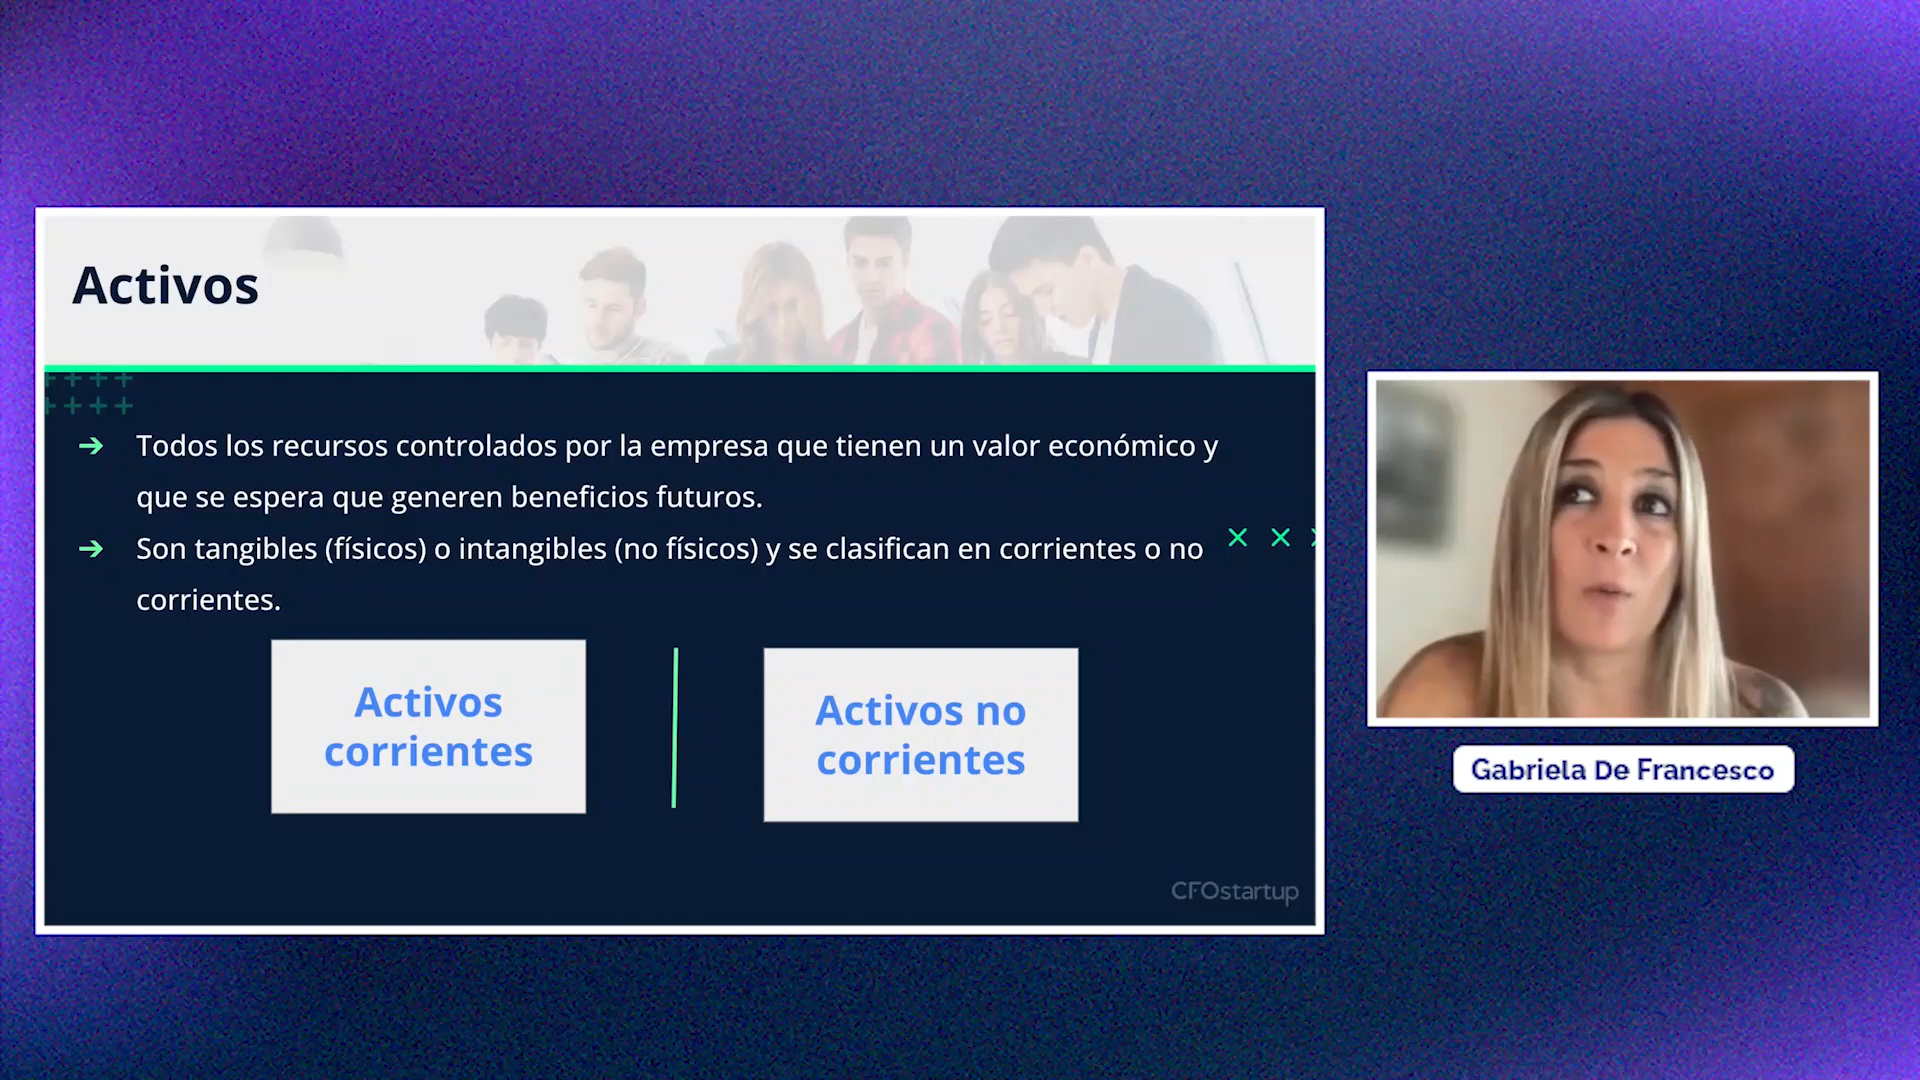 Activos
➔ Todos los recursos controlados por la empresa que tienen un valor económico y
que se espera que generen beneficios futuros.
➔ Son tangibles (físicos) o intangibles (no físicos) y se clasifican en corrientes o no
corrientes.
Activos
corrientes
Activos no
corrientes
CFOstartup
Gabriela De Francesco